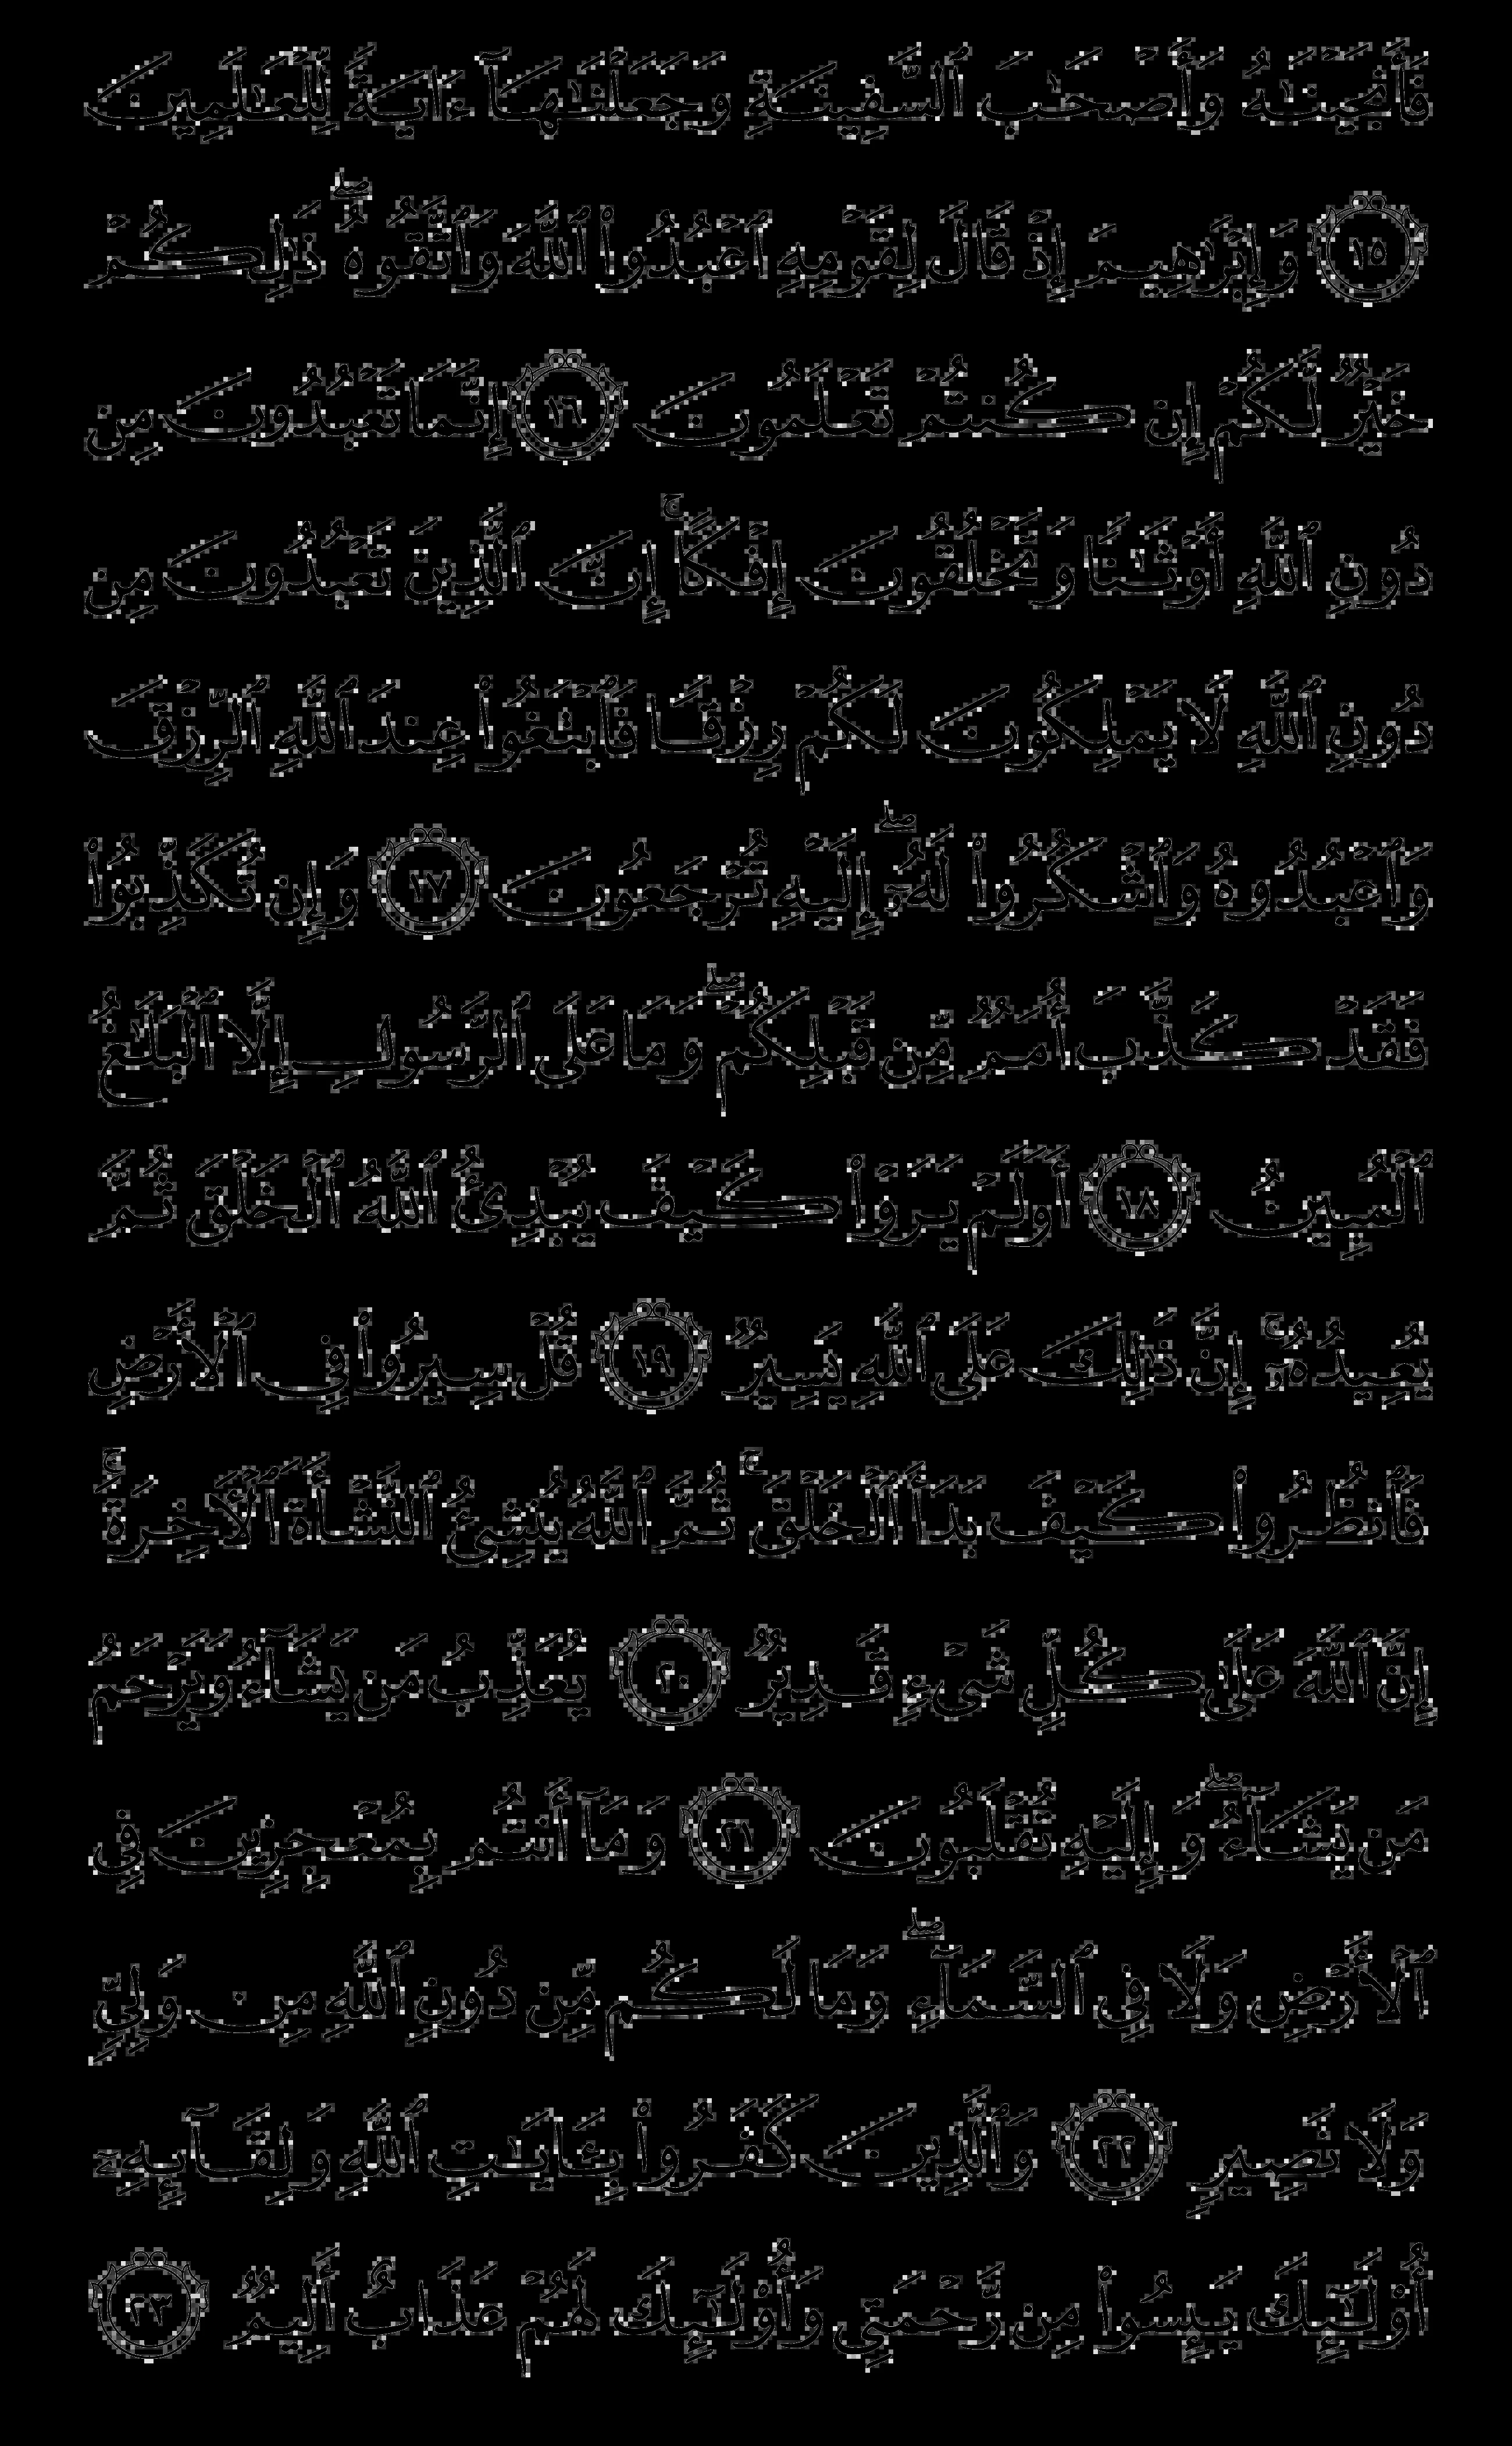 فَأَنجَيْنَٰهُ وَأَصْحَٰبَ ٱلسَّفِينَةِ وَجَعَلْنَٰهَآ ءَايَةً لِّلْعَٰلَمِينَ
١٥ وَإِبْرَٰهِيمَ إِذْ قَالَ لِقَوْمِهِ ٱعْبُدُوا۟ ٱللَّهَ وَٱتَّقُوهُ ۖ ذَٰلِكُمْ
خَيْرٌ لَّكُمْ إِن كُنتُمْ تَعْلَمُونَ ١٦ إِنَّمَا تَعْبُدُونَ مِن
دُونِ ٱللَّهِ أَوْثَٰنًا وَتَخْلُقُونَ إِفْكًا ۚ إِنَّ ٱلَّذِينَ تَعْبُدُونَ مِن
دُونِ ٱللَّهِ لَا يَمْلِكُونَ لَكُمْ رِزْقًا فَٱبْتَغُوا۟ عِندَ ٱللَّهِ ٱلرِّزْقَ
وَٱعْبُدُوهُ وَٱشْكُرُوا۟ لَهُۥٓ ۖ إِلَيْهِ تُرْجَعُونَ ١٧ وَإِن تُكَذِّبُوا۟
فَقَدْ كَذَّبَ أُمَمٌ مِّن قَبْلِكُمْ ۖ وَمَا عَلَى ٱلرَّسُولِ إِلَّا ٱلْبَلَٰغُ
ٱلْمُبِينُ ١٨ أَوَلَمْ يَرَوْا۟ كَيْفَ يُبْدِئُ ٱللَّهُ ٱلْخَلْقَ ثُمَّ
يُعِيدُهُۥٓ ۚ إِنَّ ذَٰلِكَ عَلَى ٱللَّهِ يَسِيرٌ ١٩ قُلْ سِيرُوا۟ فِى ٱلْأَرْضِ
فَٱنظُرُوا۟ كَيْفَ بَدَأَ ٱلْخَلْقَ ۚ ثُمَّ ٱللَّهُ يُنشِئُ ٱلنَّشْأَةَ ٱلْءَاخِرَةَ ۚ
إِنَّ ٱللَّهَ عَلَىٰ كُلِّ شَىْءٍ قَدِيرٌ ٢٠ يُعَذِّبُ مَن يَشَآءُ وَيَرْحَمُ
مَن يَشَآءُ ۖ وَإِلَيْهِ تُقْلَبُونَ ٢١ وَمَآ أَنتُم بِمُعْجِزِينَ فِى
ٱلْأَرْضِ وَلَا فِى ٱلسَّمَآءِ ۖ وَمَا لَكُم مِّن دُونِ ٱللَّهِ مِن وَلِىٍّ
وَلَا نَصِيرٍ ٢٢ وَٱلَّذِينَ كَفَرُوا۟ بِـَٔايَٰتِ ٱللَّهِ وَلِقَآئِهِۦٓ
أُو۟لَٰٓئِكَ يَئِسُوا۟ مِن رَّحْمَتِى وَأُو۟لَٰٓئِكَ لَهُمْ عَذَابٌ أَلِيمٌ ٢٣